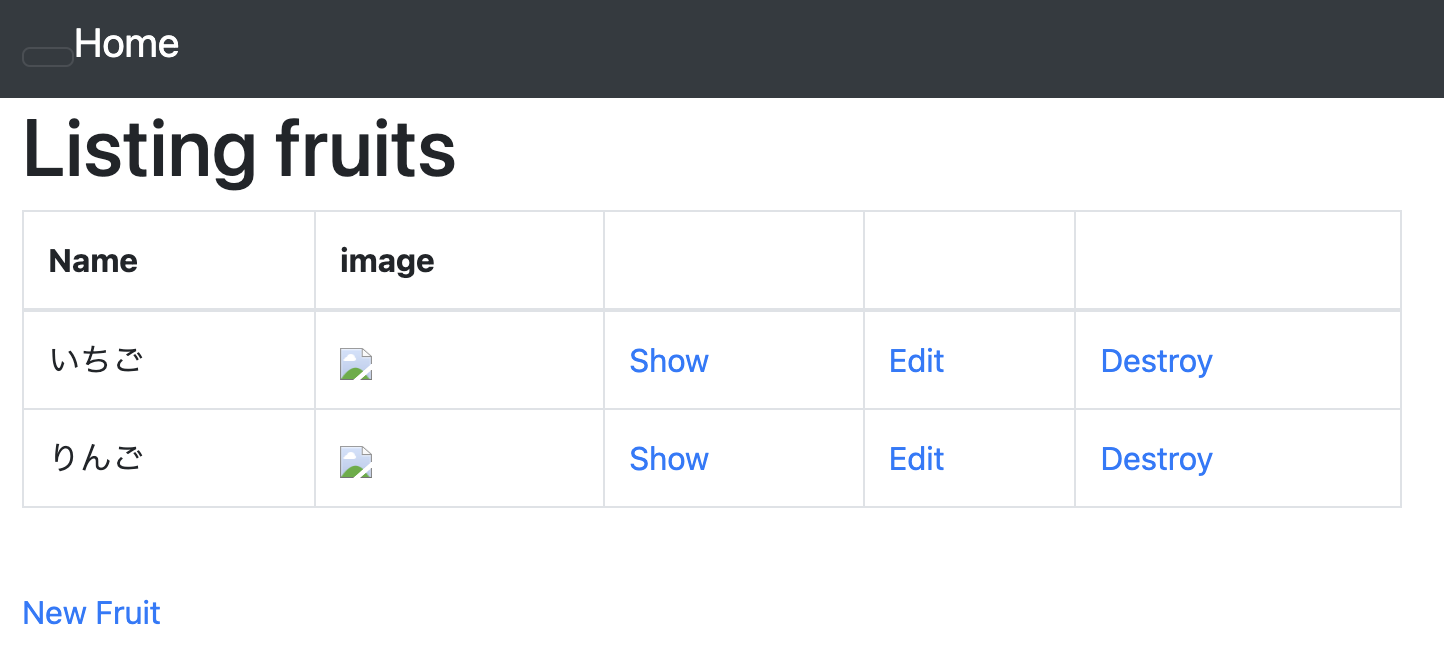 Home
Listing fruits
Name image
いちご Show Edit Destroy
りんご Show Edit Destroy
New Fruit